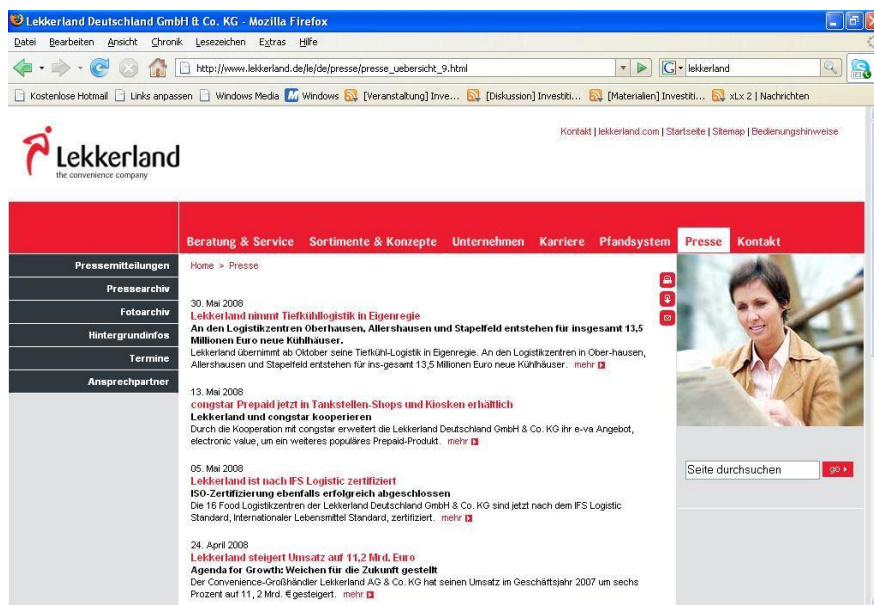 Lekkerland Deutschland GmbH & Co. KG - Mozilla Firefox
Datei Bearbeiten Ansicht Chronik Lesezeichen Extras Hilfe
http://www.lekkerland.de/le/de/presse/presse_uebersicht_9.html
G lekkerland
Kostenlose Hotmail Links anpassen Windows Media Windows [Veranstaltung] Inve... [Diskussion] Investiti... [Materialien] Investiti... xLx 2 | Nachrichten
Kontakt | lekkerland.com | Startseite | Sitemap | Bedienungshinweise
Lekkerland
the convenience company
Beratung & Service Sortimente & Konzepte Unternehmen Karriere Pfandsystem Presse Kontakt
Pressemitteilungen
Pressearchiv
Fotoarchiv
Hintergrundinfos
Termine
Ansprechpartner
Home > Presse
30. Mai 2008
Lekkerland nimmt Tiefkühllogistik in Eigenregie
An den Logistikzentren Oberhausen, Allershausen und Stapelfeld entstehen für insgesamt 13,5
Millionen Euro neue Kühlhäuser.
Lekkerland übernimmt ab Oktober seine Tiefkühl-Logistik in Eigenregie. An den Logistikzentren in Ober-hausen,
Allershausen und Stapelfeld entstehen für ins-gesamt 13,5 Millionen Euro neue Kühlhäuser. mehr
13. Mai 2008
congstar Prepaid jetzt in Tankstellen-Shops und Kiosken erhältlich
Lekkerland und congstar kooperieren
Durch die Kooperation mit congstar erweitert die Lekkerland Deutschland GmbH & Co. KG ihr e-va Angebot,
electronic value, um ein weiteres populäres Prepaid-Produkt. mehr
05. Mai 2008
Lekkerland ist nach IFS Logistic zertifiziert
ISO-Zertifizierung ebenfalls erfolgreich abgeschlossen
Die 16 Food Logistikzentren der Lekkerland Deutschland GmbH & Co. KG sind jetzt nach dem IFS Logistic
Standard, Internationaler Lebensmittel Standard, zertifiziert. mehr
24. April 2008
Lekkerland steigert Umsatz auf 11,2 Mrd. Euro
Agenda for Growth: Weichen für die Zukunft gestellt
Der Convenience-Großhändler Lekkerland AG & Co. KG hat seinen Umsatz im Geschäftsjahr 2007 um sechs
Prozent auf 11, 2 Mrd. € gesteigert. mehr
Seite durchsuchen go